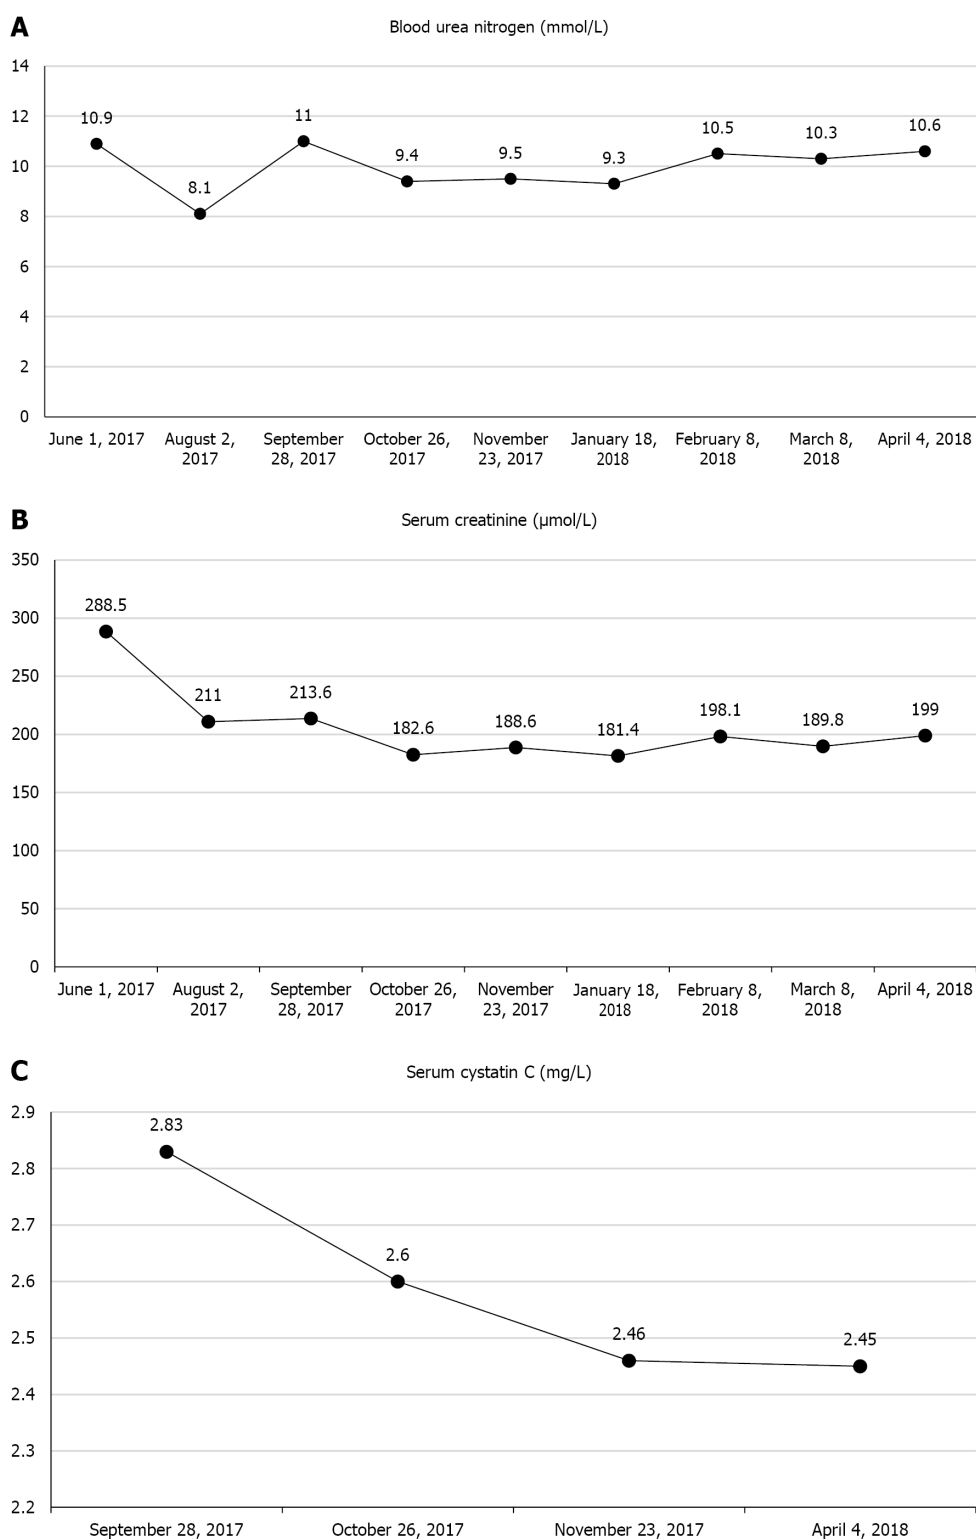 A
Blood urea nitrogen (mmol/L)
14
12
10
8
6
4
2
0
10.9
8.1
11
9.4
9.5
9.3
10.5
10.3
10.6
June 1, 2017
August 2,
2017
September
28, 2017
October 26,
2017
November
23, 2017
January 18,
2018
February 8,
2018
March 8,
2018
April 4, 2018
B
Serum creatinine (µmol/L)
350
300
250
200
150
100
50
0
288.5
211
213.6
182.6
188.6
181.4
198.1
189.8
199
June 1, 2017
August 2,
2017
September
28, 2017
October 26,
2017
November
23, 2017
January 18,
2018
February 8,
2018
March 8,
2018
April 4, 2018
C
Serum cystatin C (mg/L)
2.9
2.8
2.7
2.6
2.5
2.4
2.3
2.2
2.83
2.6
2.46
2.45
September 28, 2017
October 26, 2017
November 23, 2017
April 4, 2018